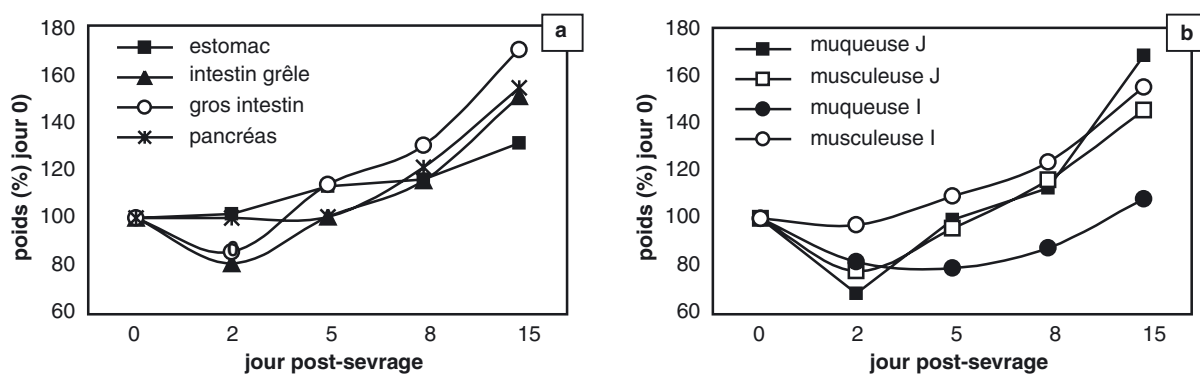 a
poids (%) jour 0)
180
160
140
120
100
80
60
estomac
intestin grêle
gros intestin
pancréas
0
0 2 5 8 15
jour post-sevrage
b
poids (%) jour 0)
180
160
140
120
100
80
60
muqueuse J
musculeuse J
muqueuse I
musculeuse I
0 2 5 8 15
jour post-sevrage